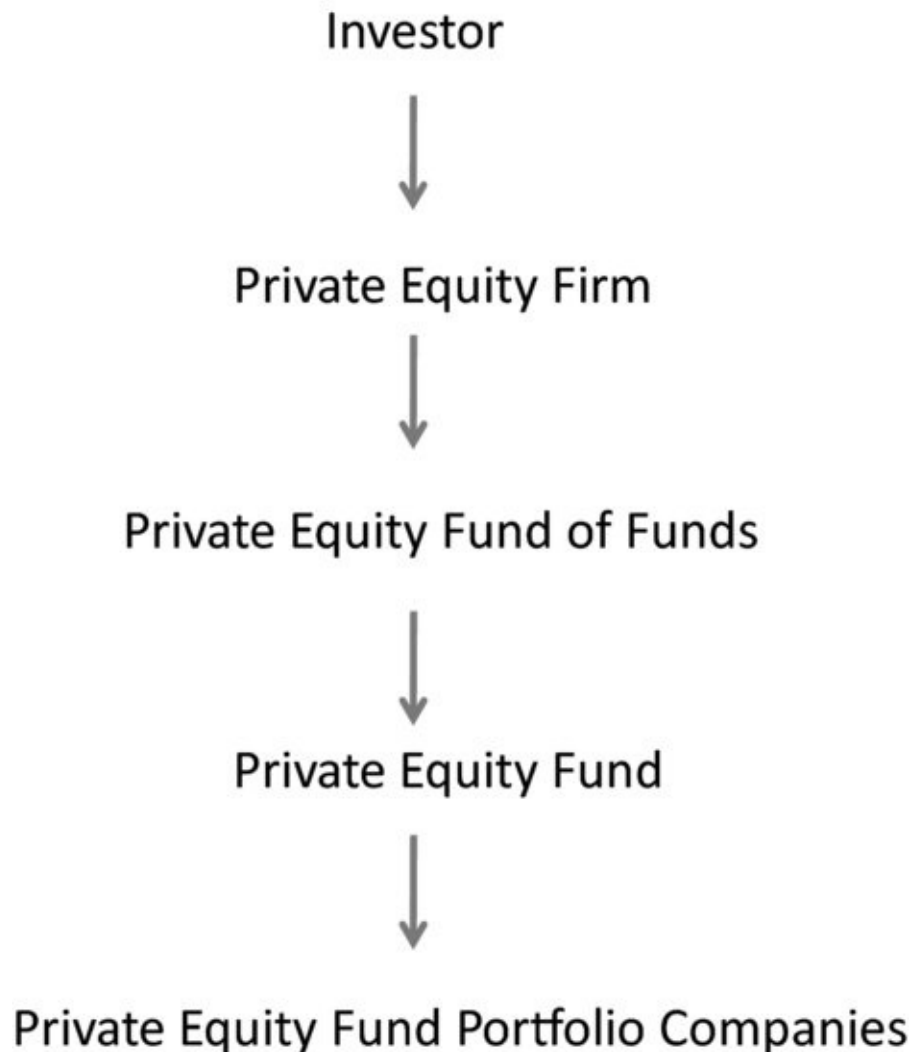 Investor
Private Equity Firm
Private Equity Fund of Funds
Private Equity Fund
Private Equity Fund Portfolio Companies